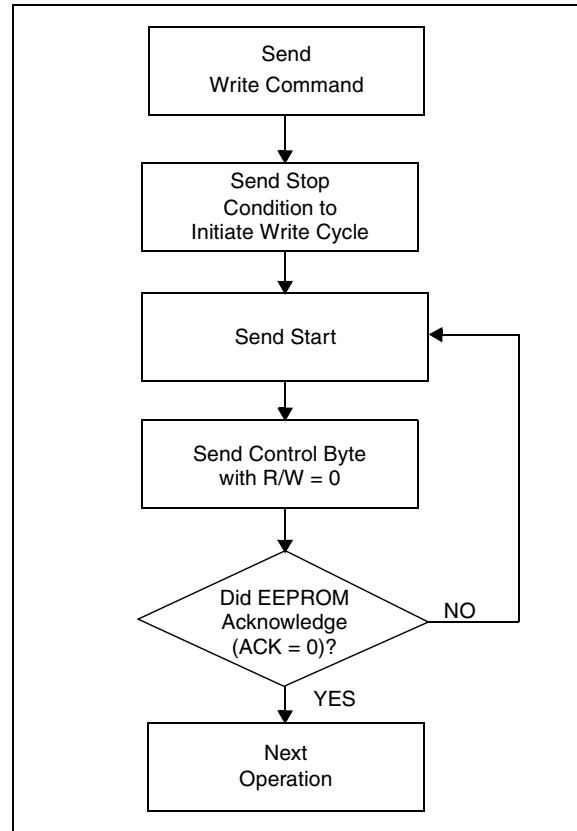 Send
Write Command
Send Stop
Condition to
Initiate Write Cycle
Send Start
Send Control Byte
with R/W = 0
Did EEPROM
Acknowledge
(ACK = 0)?
NO
YES
Next
Operation